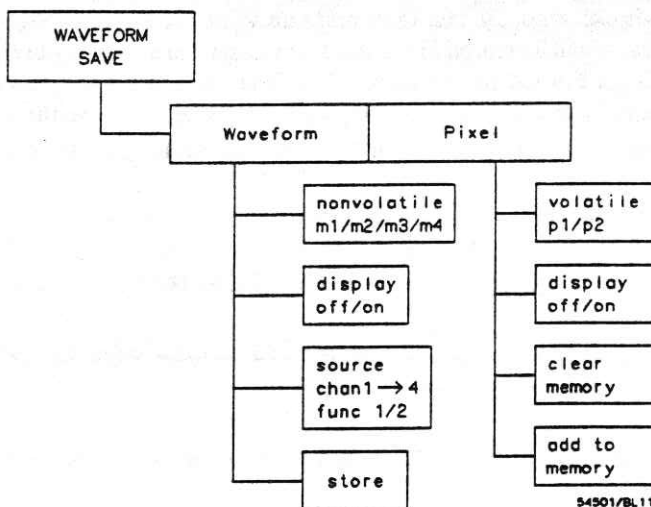 WAVEFORM
SAVE
Waveform
Pixel
nonvolatile
m1/m2/m3/m4
display
off/on
source
chan1 → 4
func 1/2
store
volatile
p1/p2
display
off/on
clear
memory
add to
memory
54501/BL11